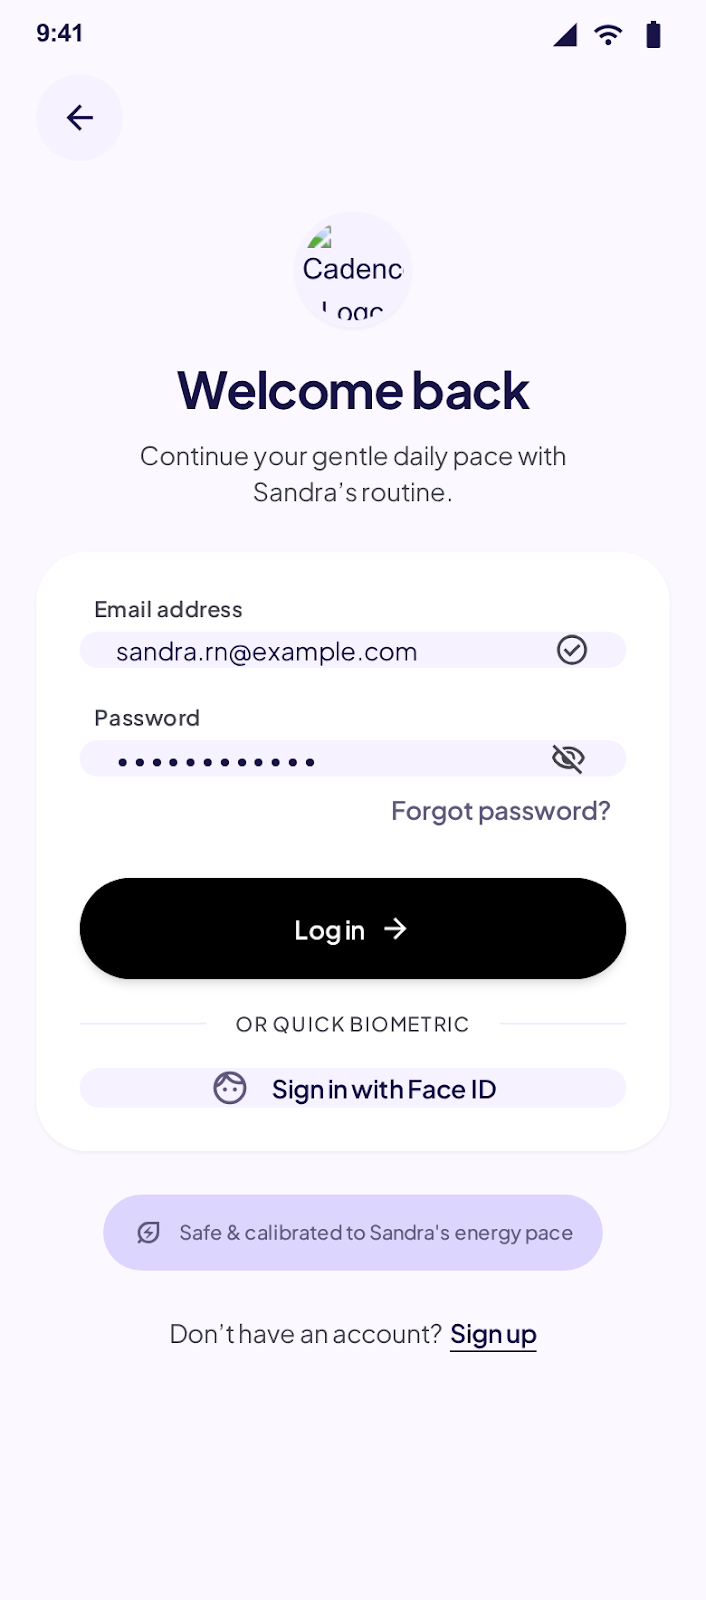 9:41
Cadenc
Logo
Welcome back
Continue your gentle daily pace with
Sandra’s routine.
Email address
sandra.rn@example.com
Password
Forgot password?
Log in
OR QUICK BIOMETRIC
Sign in with Face ID
Safe & calibrated to Sandra's energy pace
Don’t have an account? Sign up